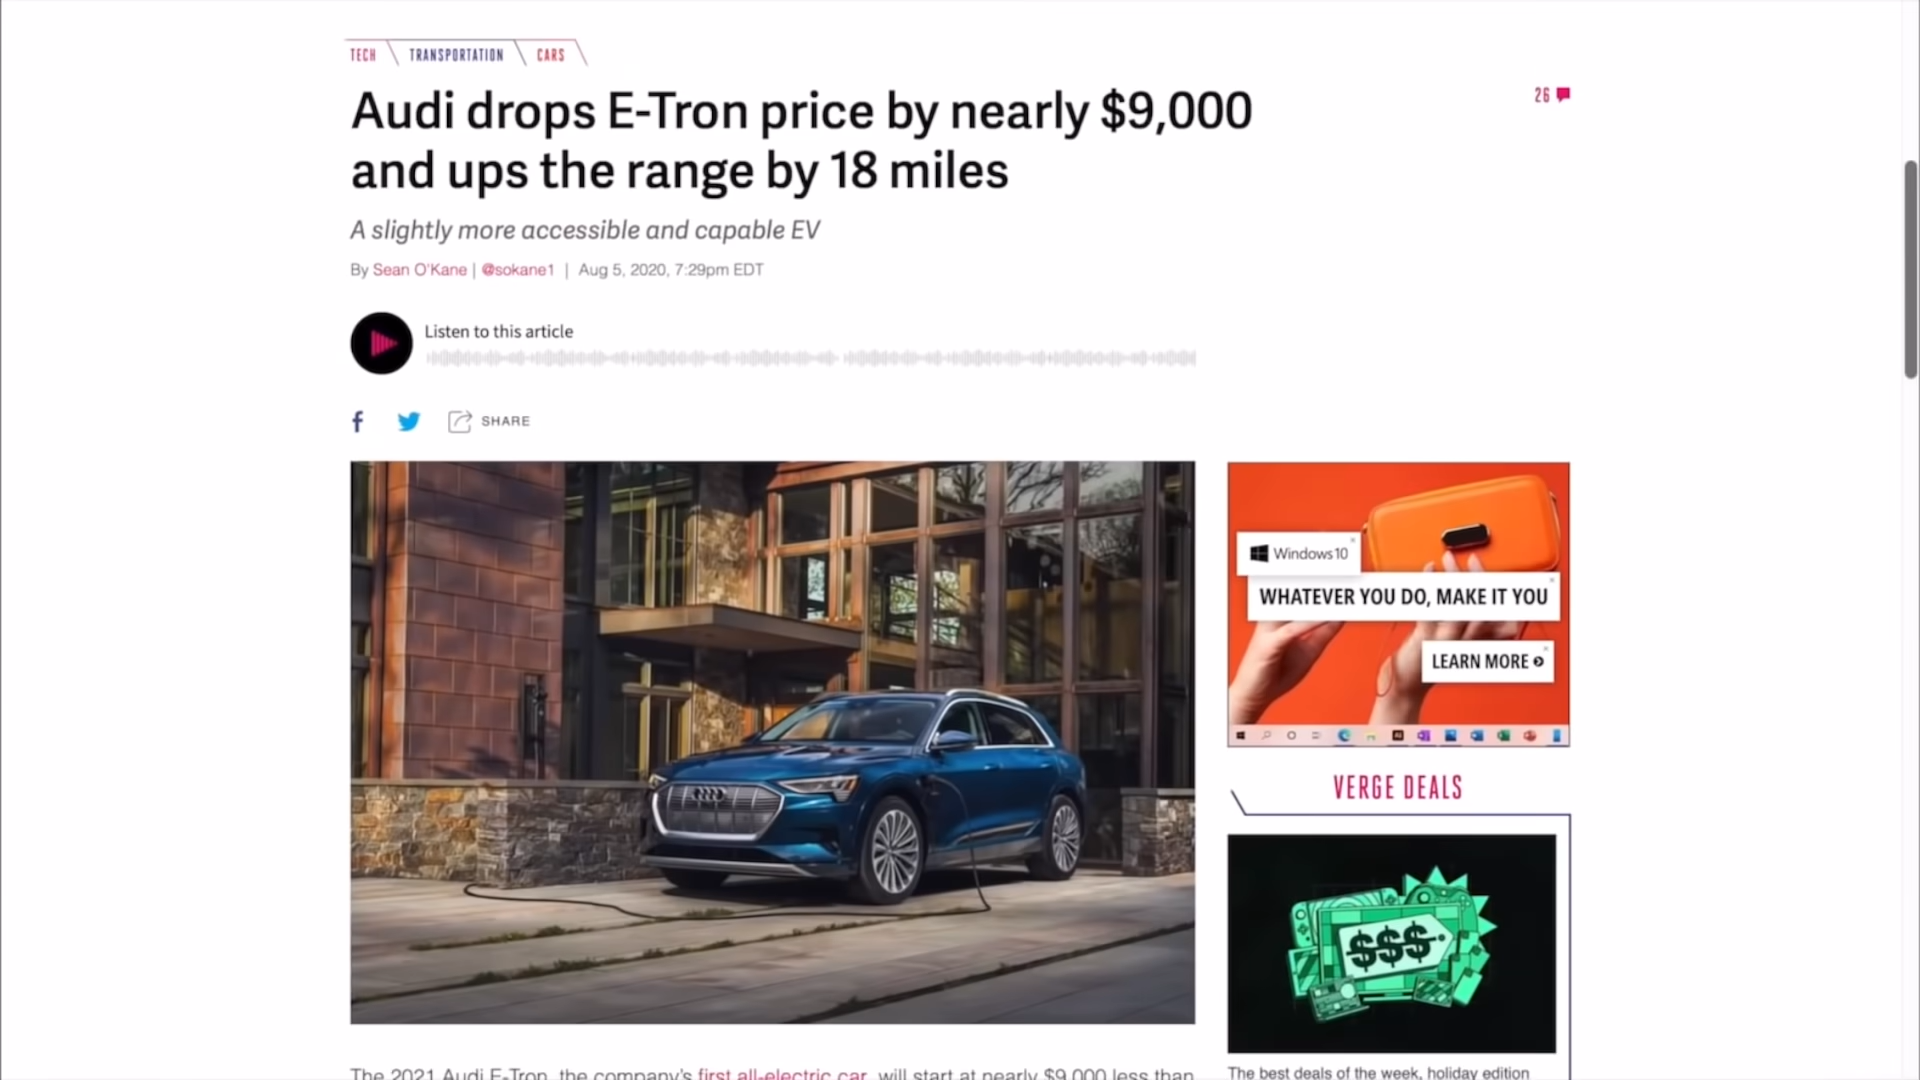 TECH TRANSPORTATION CARS
Audi drops E-Tron price by nearly $9,000
and ups the range by 18 miles
26
A slightly more accessible and capable EV
By Sean O'Kane | @sokane1 | Aug 5, 2020, 7:29pm EDT
Listen to this article
SHARE
Windows 10
WHATEVER YOU DO, MAKE IT YOU
LEARN MORE
VERGE DEALS
$$$
The 2021 Audi E-Tron, the company's first all-electric car, will start at nearly $9,000 less than
The best deals of the week, holiday edition